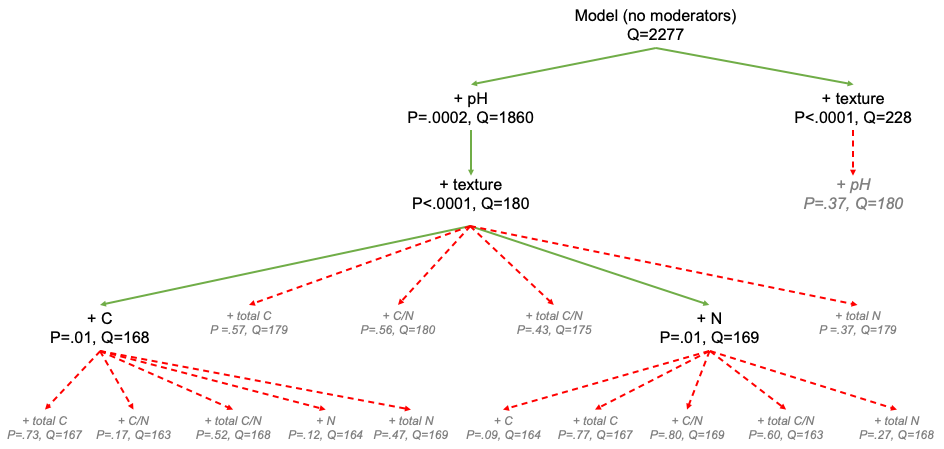 Model (no moderators)
Q=2277
+ pH
P=.0002, Q=1860
+ texture
P<.0001, Q=228
+ texture
P<.0001, Q=180
+ pH
P=.37, Q=180
+ C
P=.01, Q=168
+ total C
P =.57, Q=179
+ C/N
P=.56, Q=180
+ total C/N
P=.43, Q=175
+ N
P=.01, Q=169
+ total N
P=.37, Q=179
+ total C
P=.73, Q=167
+ C/N
P=.17, Q=163
+ total C/N
P=.52, Q=168
+ N
P=.12, Q=164
+ total N
P=.47, Q=169
+ C
P=.09, Q=164
+ total C
P=.77, Q=167
+ C/N
P=.80, Q=169
+ total C/N
P=.60, Q=163
+ total N
P=.27, Q=168